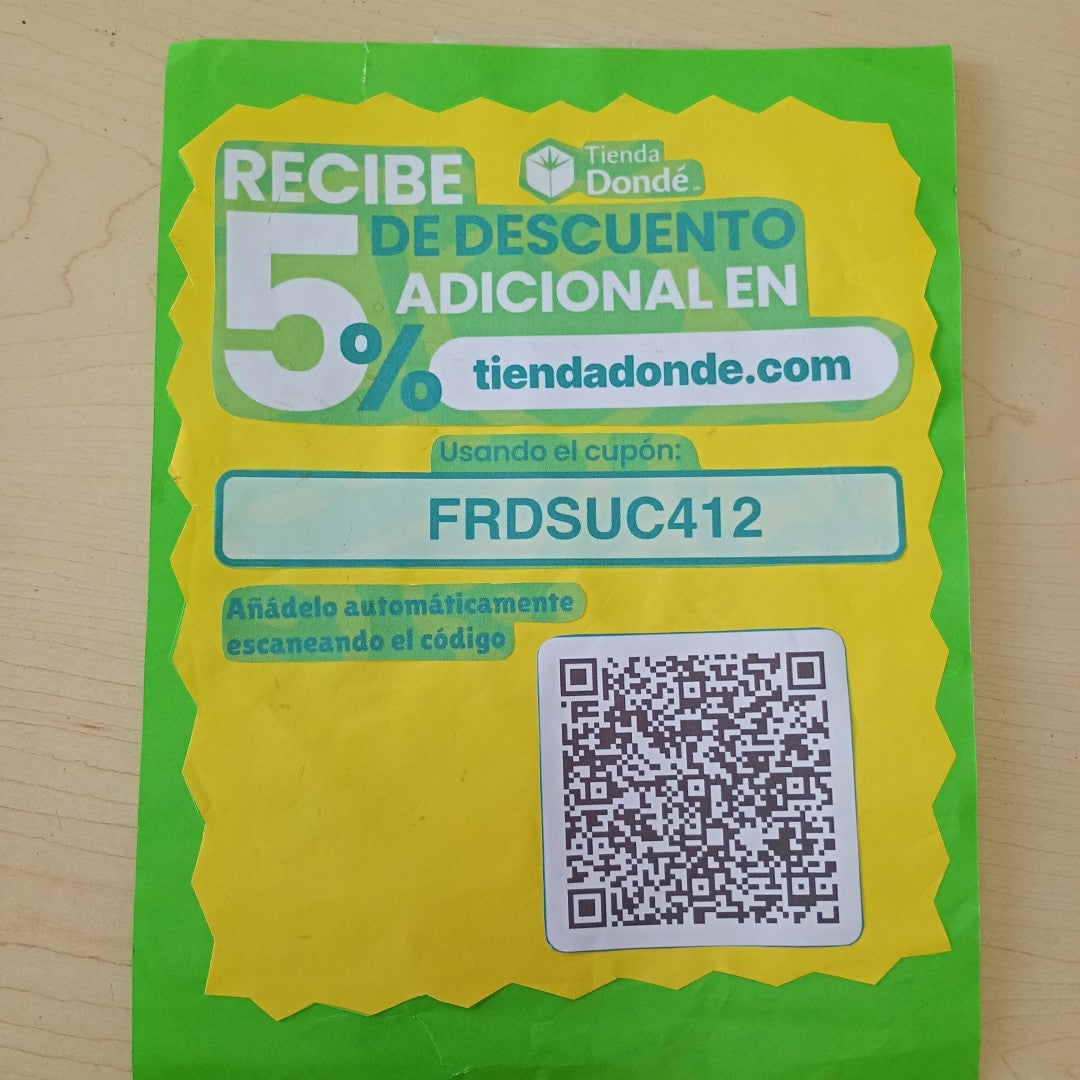 RECIBE
Tienda
Dondé
5%
DE DESCUENTO
ADICIONAL EN
tiendadonde.com
Usando el cupón:
FRDSUC412
Añádelo automáticamente
escaneando el código